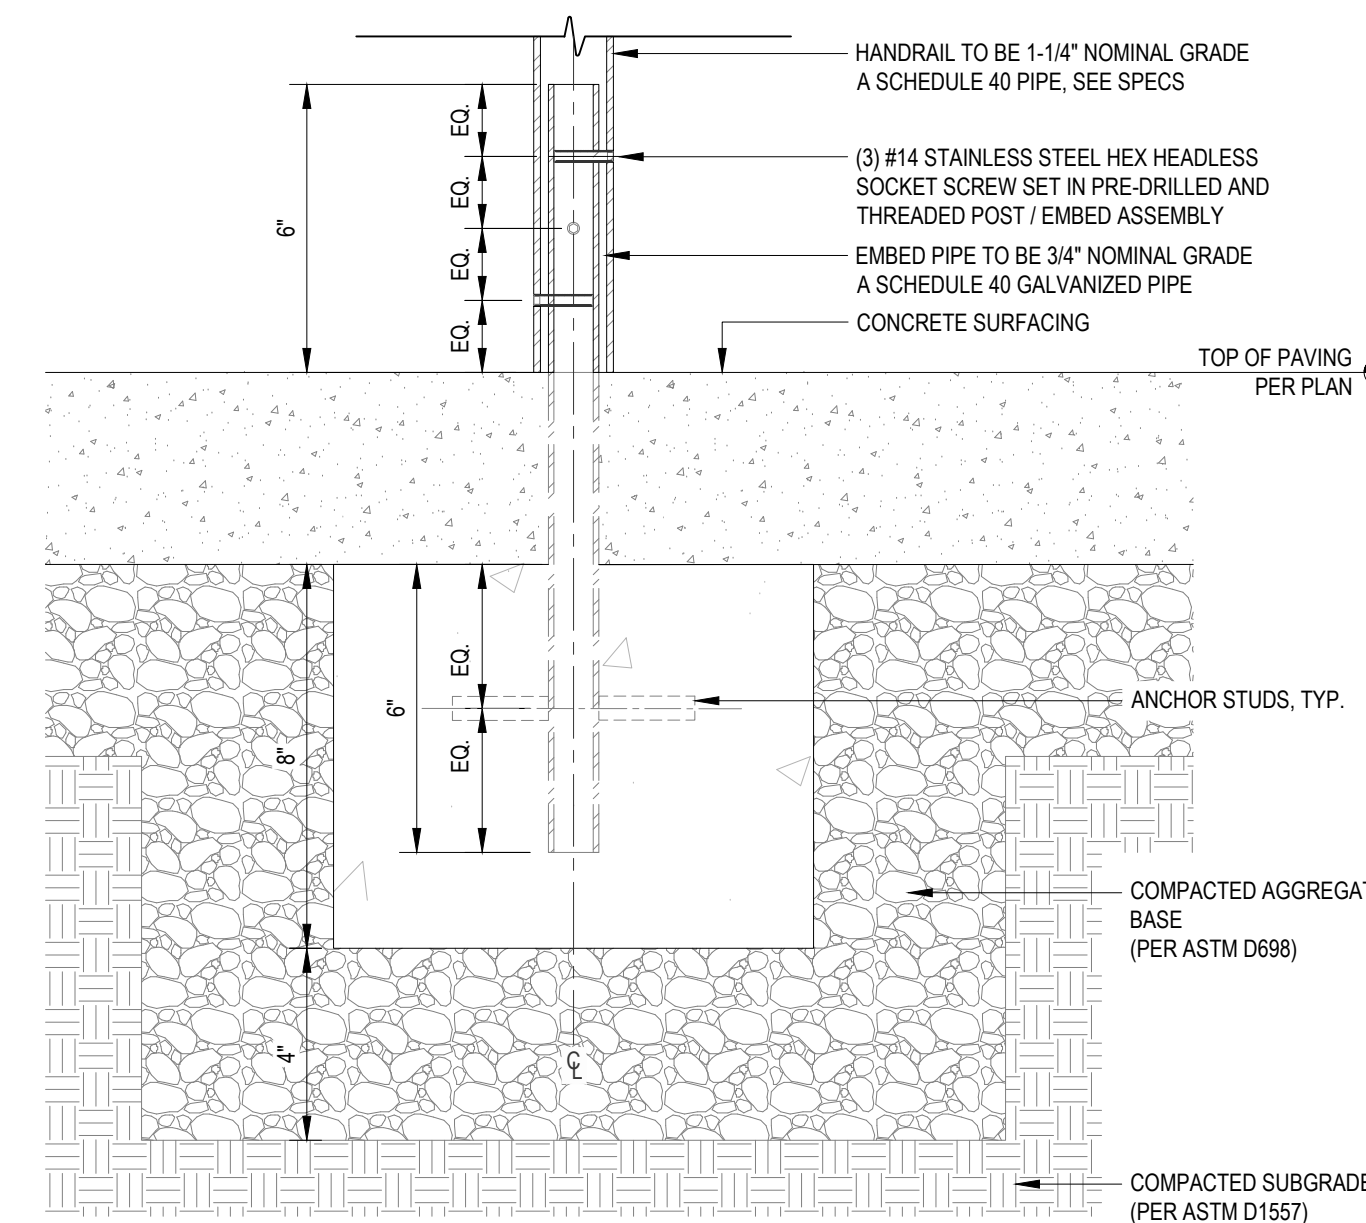 HANDRAIL TO BE 1-1/4" NOMINAL GRADE
A SCHEDULE 40 PIPE, SEE SPECS
(3) #14 STAINLESS STEEL HEX HEADLESS
SOCKET SCREW SET IN PRE-DRILLED AND
THREADED POST / EMBED ASSEMBLY
EMBED PIPE TO BE 3/4" NOMINAL GRADE
A SCHEDULE 40 GALVANIZED PIPE
CONCRETE SURFACING
TOP OF PAVING
PER PLAN
6"
EQ.
EQ.
EQ.
EQ.
8"
6"
EQ.
EQ.
ANCHOR STUDS, TYP.
COMPACTED AGGREGAT
BASE
(PER ASTM D698)
4"
℄
COMPACTED SUBGRADE
(PER ASTM D1557)